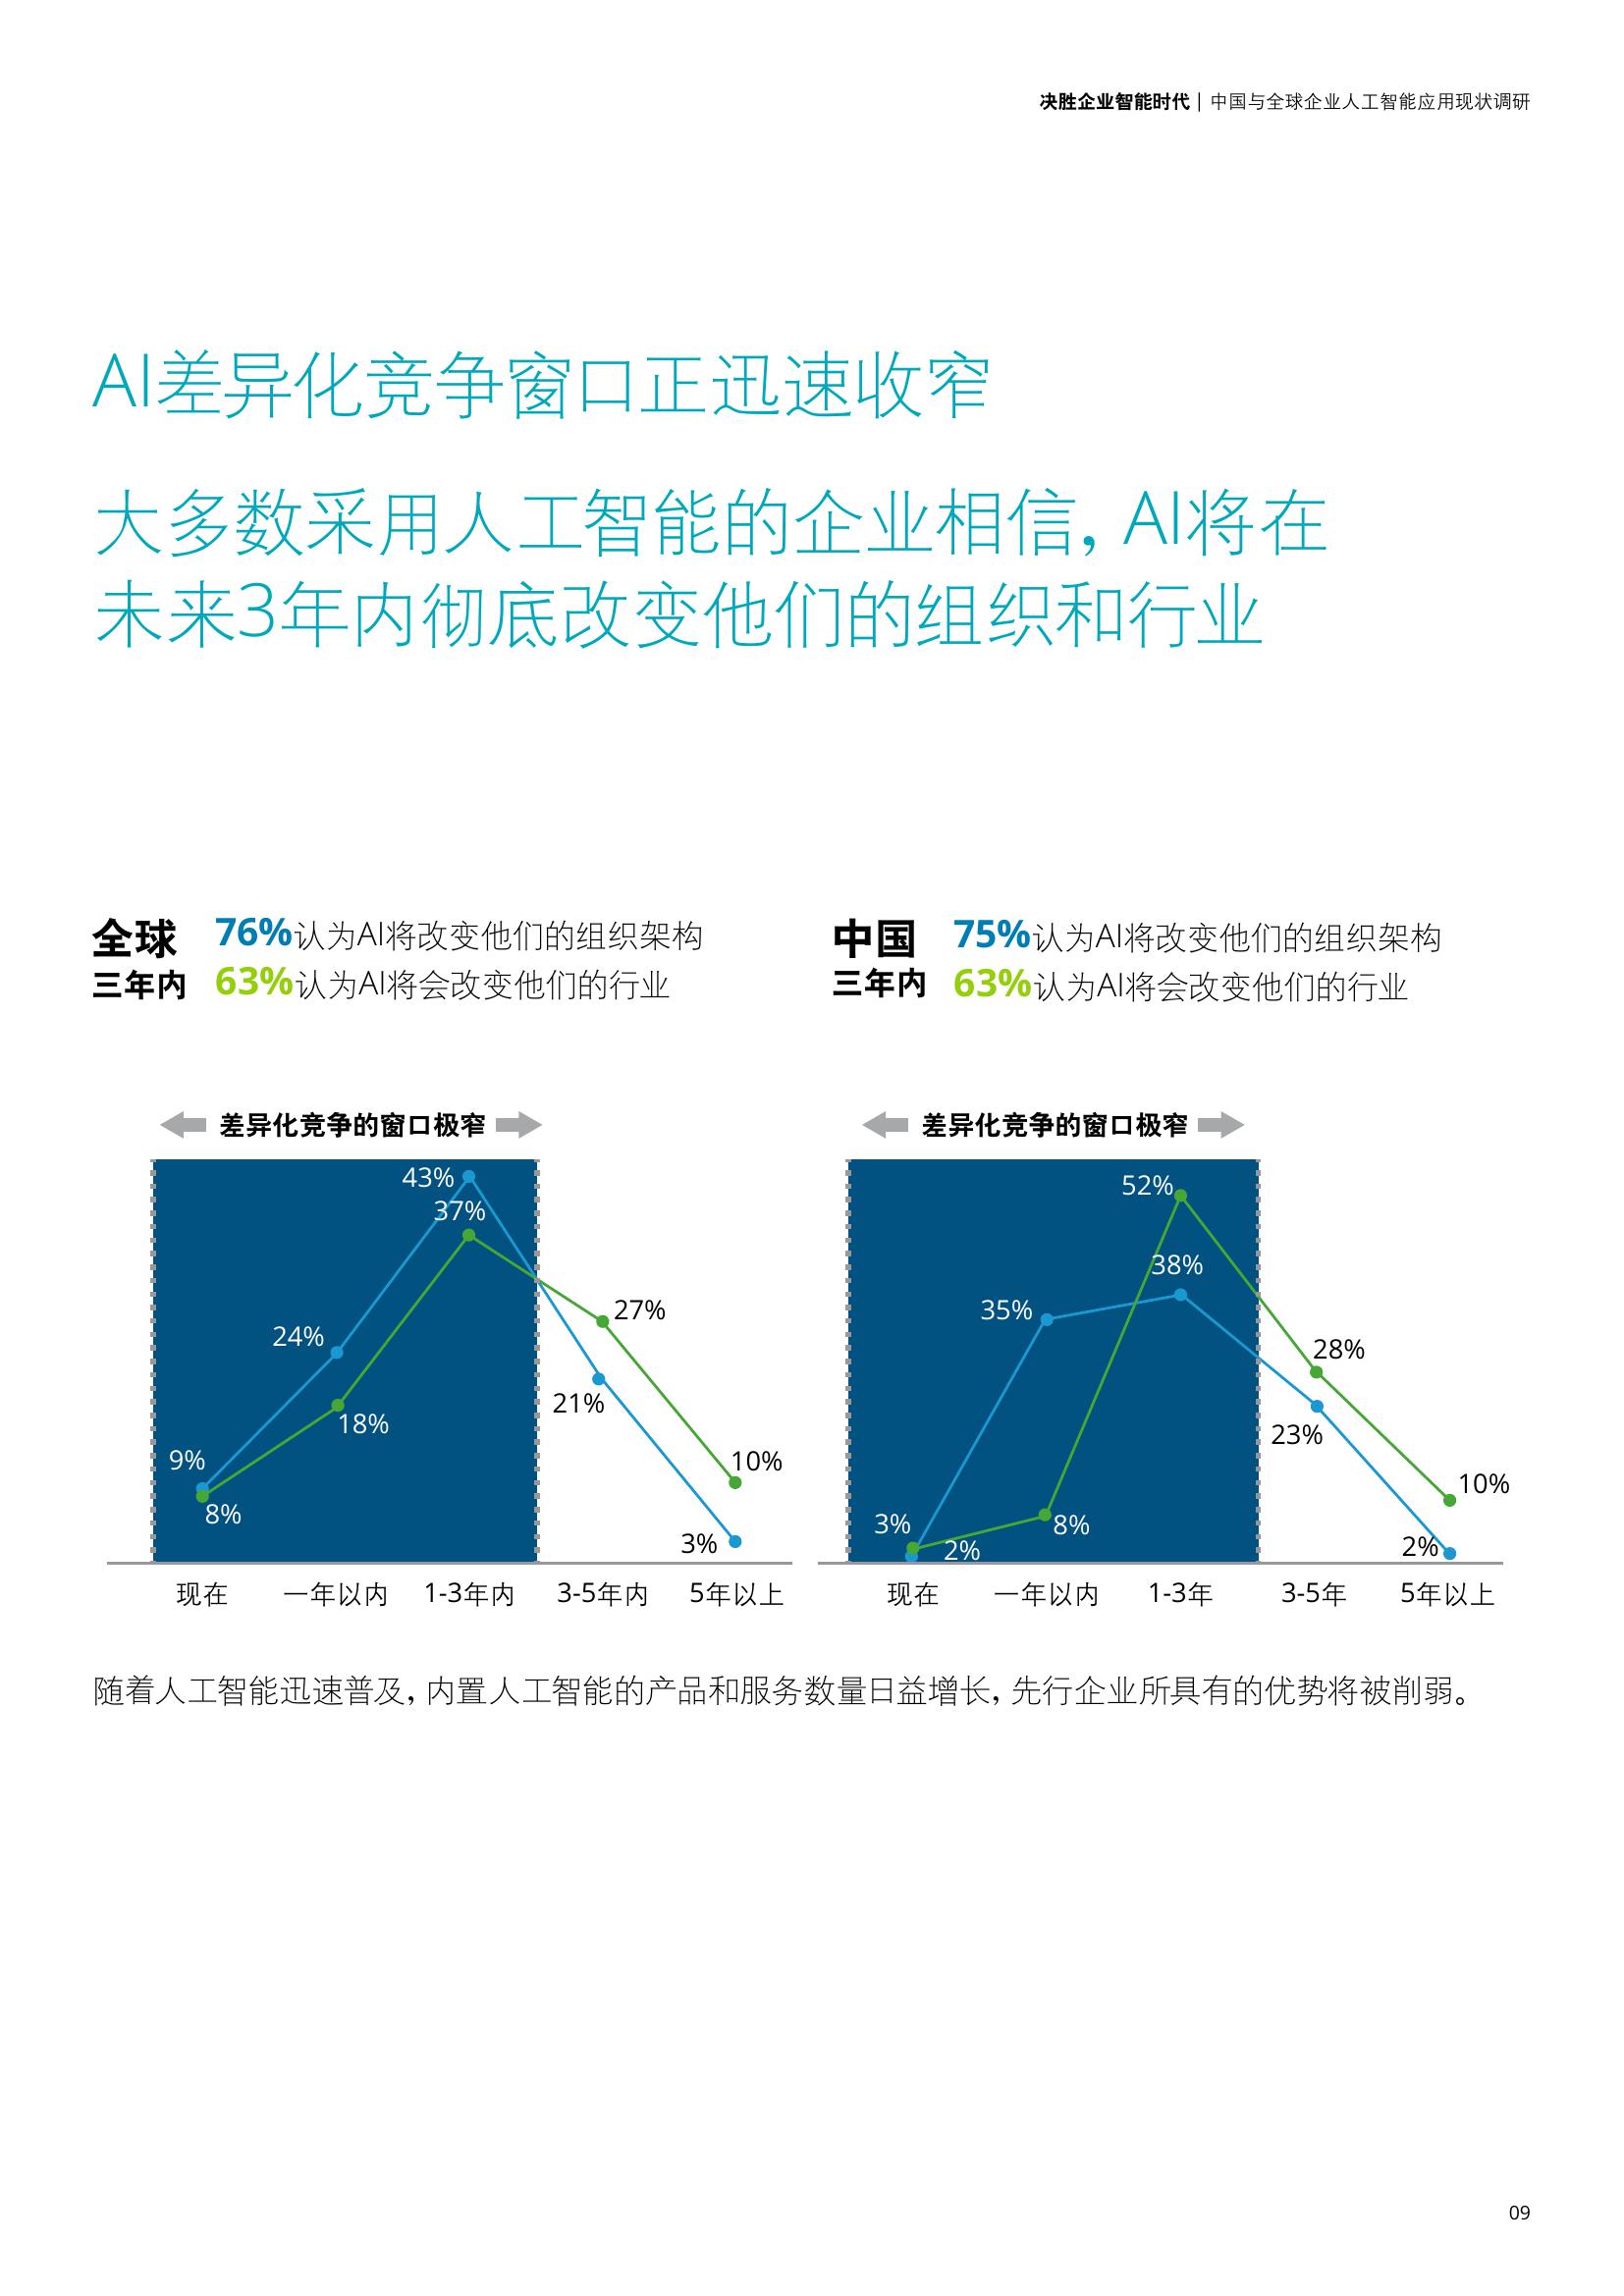 决胜企业智能时代 | 中国与全球企业人工智能应用现状调研
AI差异化竞争窗口正迅速收窄
大多数采用人工智能的企业相信, AI将在
未来3年内彻底改变他们的组织和行业
全球
三年内
76%认为AI将改变他们的组织架构
63%认为AI将会改变他们的行业
中国
三年内
75%认为AI将改变他们的组织架构
63%认为AI将会改变他们的行业
差异化竞争的窗口极窄
43%
37%
27%
24%
21%
18%
9%
8%
10%
3%
现在 一年以内 1-3年内 3-5年内 5年以上
差异化竞争的窗口极窄
52%
38%
35%
28%
23%
3%
2%
8%
10%
2%
现在 一年以内 1-3年 3-5年 5年以上
随着人工智能迅速普及, 内置人工智能的产品和服务数量日益增长, 先行企业所具有的优势将被削弱。
09